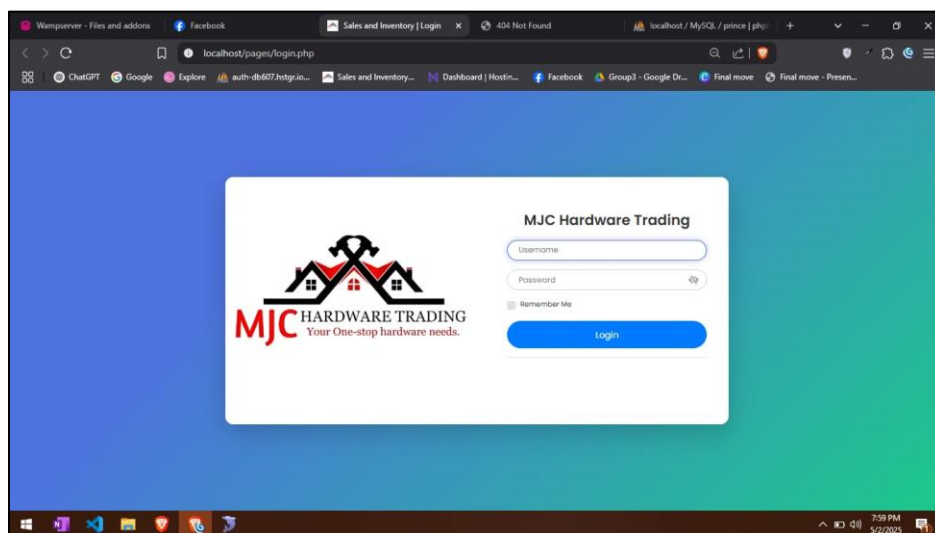 Wampserver - Files and addons
Facebook
Sales and Inventory | Login
404 Not Found
localhost / MySQL / prince | php
localhost/pages/login.php
ChatGPT
Google
Explore
auth-db607.hstgr.io...
Sales and Inventory...
Dashboard | Hostin...
Facebook
Group3 - Google Dr...
Final move
Final move - Presen...
MJC Hardware Trading
Username
Password
Remember Me
Login
MJC HARDWARE TRADING
Your One-stop hardware needs.
7:59 PM
5/2/2025